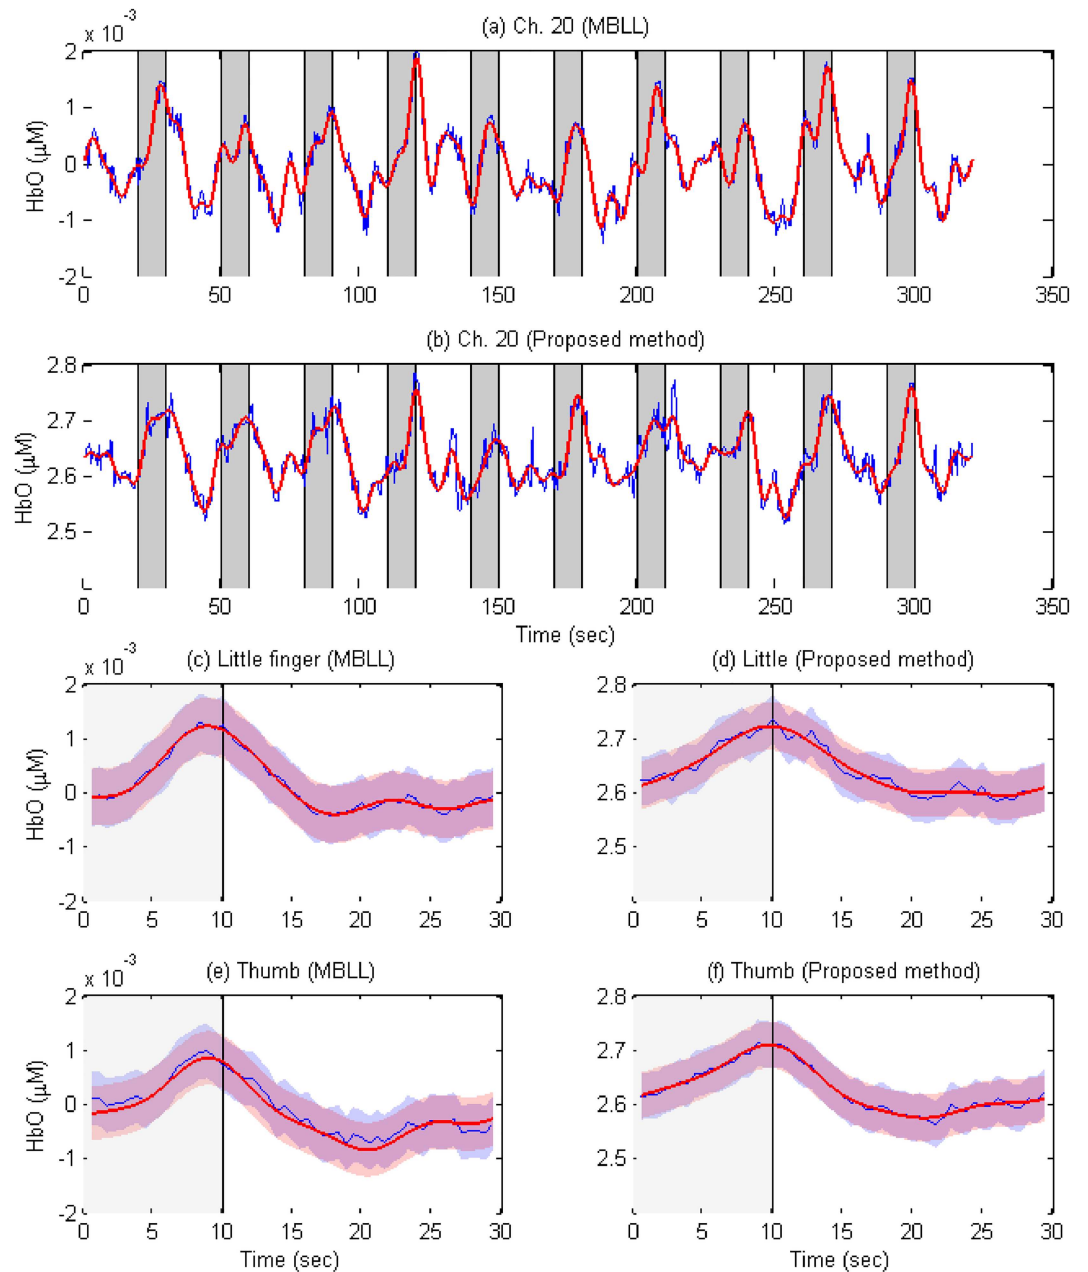 x 10⁻³
(a) Ch. 20 (MBLL)
HbO (μM)
2
1
0
-1
-2
0 50 100 150 200 250 300 350
(b) Ch. 20 (Proposed method)
HbO (μM)
2.8
2.7
2.6
2.5
0 50 100 150 200 250 300 350
Time (sec)
x 10⁻³
(c) Little finger (MBLL)
HbO (μM)
2
1
0
-1
-2
0 5 10 15 20 25 30
(d) Little (Proposed method)
2.8
2.7
2.6
2.5
0 5 10 15 20 25 30
x 10⁻³
(e) Thumb (MBLL)
HbO (μM)
2
1
0
-1
-2
0 5 10 15 20 25 30
Time (sec)
(f) Thumb (Proposed method)
2.8
2.7
2.6
2.5
0 5 10 15 20 25 30
Time (sec)